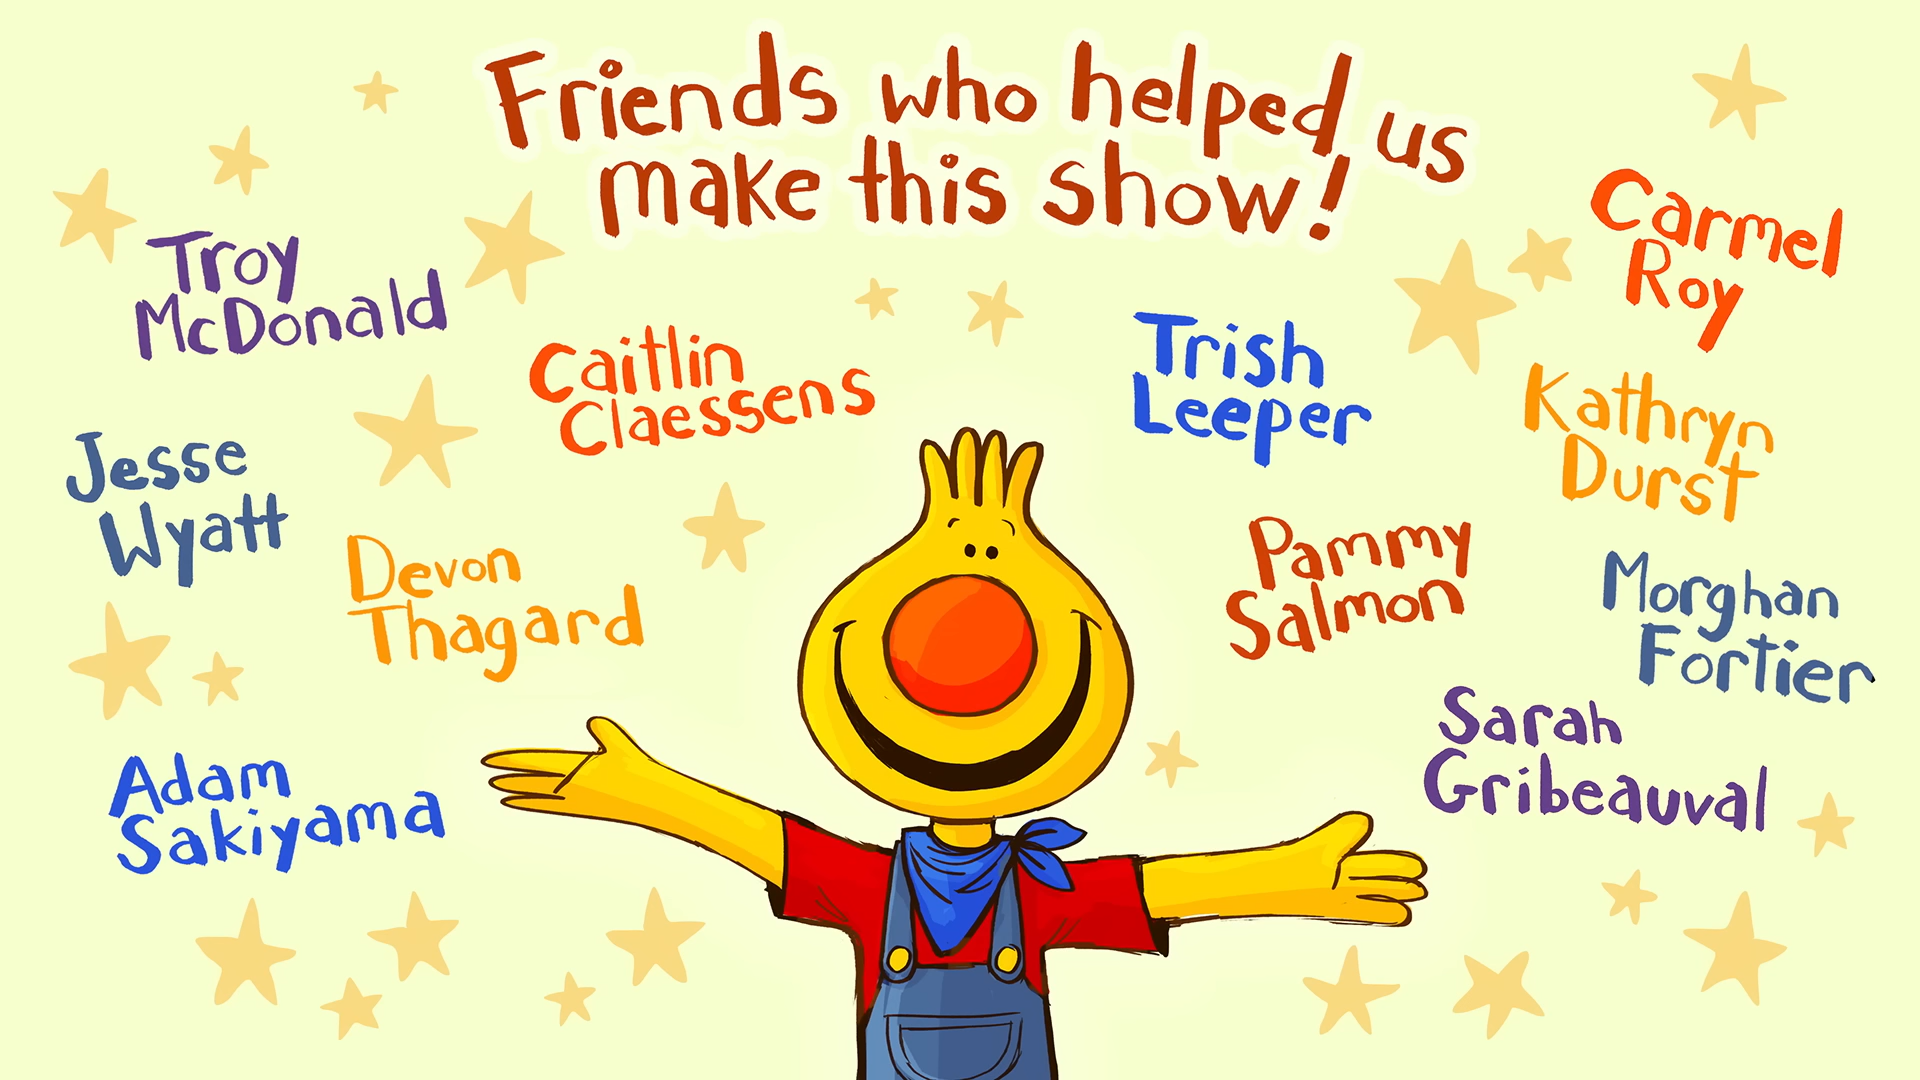 Friends who helped us
make this show!
Troy
McDonald
Caitlin
Claessens
Trish
Leeper
Carmel
Roy
Jesse
Wyatt
Devon
Thagard
Kathryn
Durst
Pammy
Salmon
Morghan
Fortier
Adam
Sakiyama
Sarah
Gribeauval